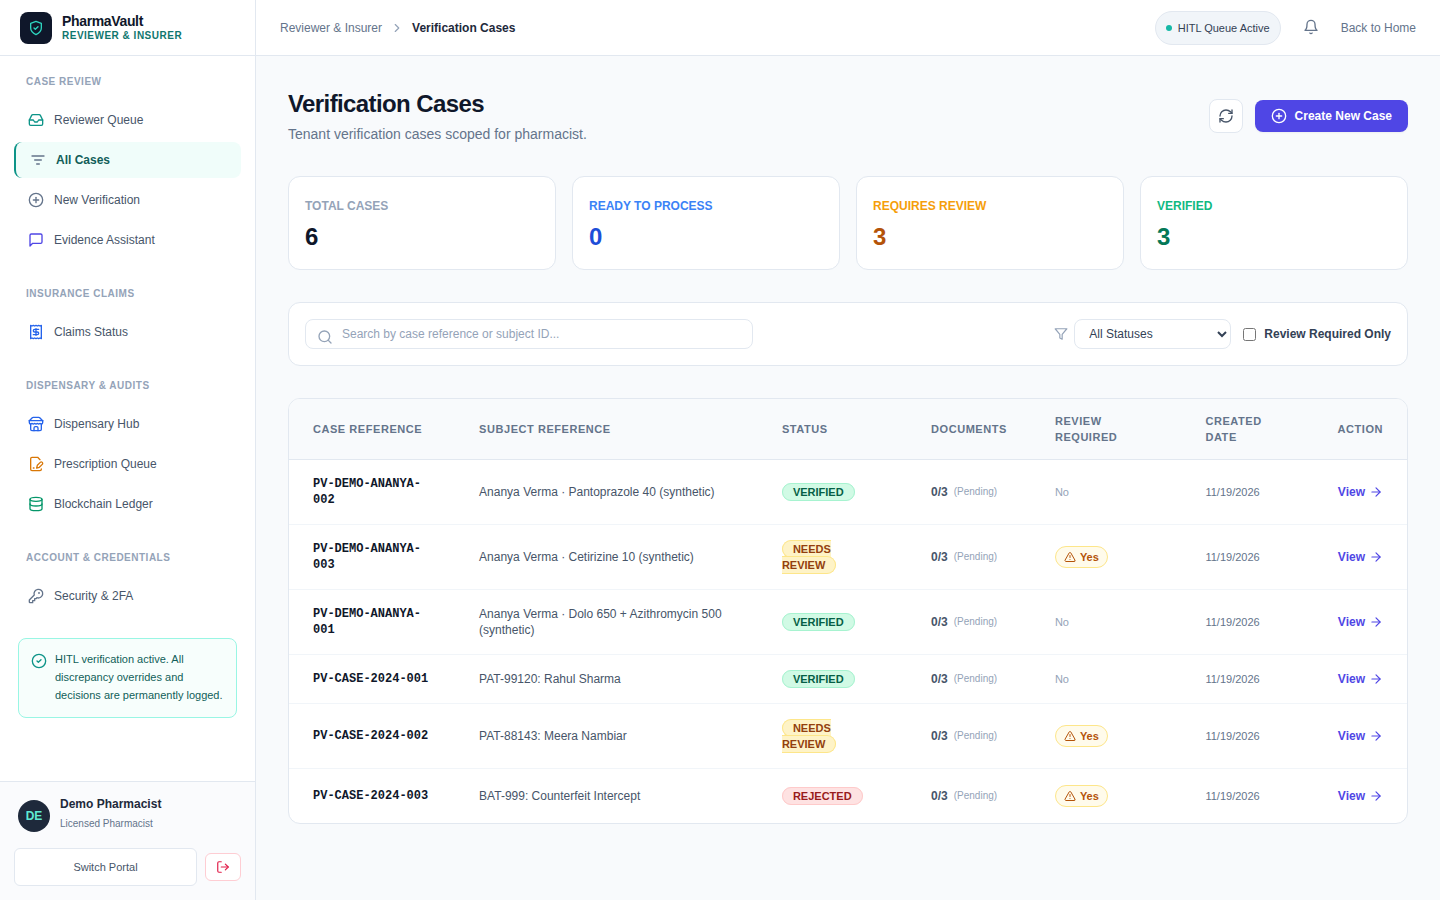 PharmaVault
REVIEWER & INSURER
Reviewer & Insurer
Verification Cases
HITL Queue Active
Back to Home
CASE REVIEW
Reviewer Queue
All Cases
New Verification
Evidence Assistant
INSURANCE CLAIMS
Claims Status
DISPENSARY & AUDITS
Dispensary Hub
Prescription Queue
Blockchain Ledger
ACCOUNT & CREDENTIALS
Security & 2FA
HITL verification active. All
discrepancy overrides and
decisions are permanently logged.
DE
Demo Pharmacist
Licensed Pharmacist
Switch Portal
Verification Cases
Tenant verification cases scoped for pharmacist.
Create New Case
TOTAL CASES
6
READY TO PROCESS
0
REQUIRES REVIEW
3
VERIFIED
3
Search by case reference or subject ID...
All Statuses
Review Required Only
CASE REFERENCE SUBJECT REFERENCE STATUS DOCUMENTS REVIEW REQUIRED CREATED DATE ACTION
PV-DEMO-ANANYA-002 Ananya Verma · Pantoprazole 40 (synthetic) VERIFIED 0/3 (Pending) No 11/19/2026 View
PV-DEMO-ANANYA-003 Ananya Verma · Cetirizine 10 (synthetic) NEEDS REVIEW 0/3 (Pending) Yes 11/19/2026 View
PV-DEMO-ANANYA-001 Ananya Verma · Dolo 650 + Azithromycin 500 (synthetic) VERIFIED 0/3 (Pending) No 11/19/2026 View
PV-CASE-2024-001 PAT-99120: Rahul Sharma VERIFIED 0/3 (Pending) No 11/19/2026 View
PV-CASE-2024-002 PAT-88143: Meera Nambiar NEEDS REVIEW 0/3 (Pending) Yes 11/19/2026 View
PV-CASE-2024-003 BAT-999: Counterfeit Intercept REJECTED 0/3 (Pending) Yes 11/19/2026 View